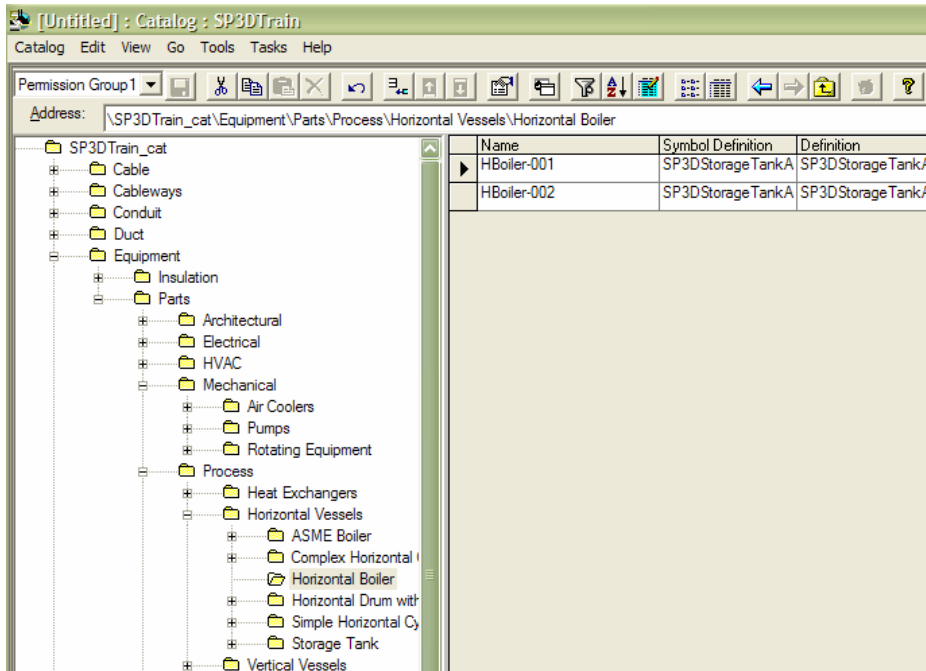 [Untitled] : Catalog : SP3DTrain
Catalog Edit View Go Tools Tasks Help
Permission Group1
Address: \SP3DTrain_cat\Equipment\Parts\Process\Horizontal Vessels\Horizontal Boiler
SP3DTrain_cat
Cable
Cableways
Conduit
Duct
Equipment
Insulation
Parts
Architectural
Electrical
HVAC
Mechanical
Air Coolers
Pumps
Rotating Equipment
Process
Heat Exchangers
Horizontal Vessels
ASME Boiler
Complex Horizontal
Horizontal Boiler
Horizontal Drum with
Simple Horizontal Cy
Storage Tank
Vertical Vessels
Name Symbol Definition Definition
HBoiler-001 SP3DStorageTankA SP3DStorageTankA
HBoiler-002 SP3DStorageTankA SP3DStorageTankA